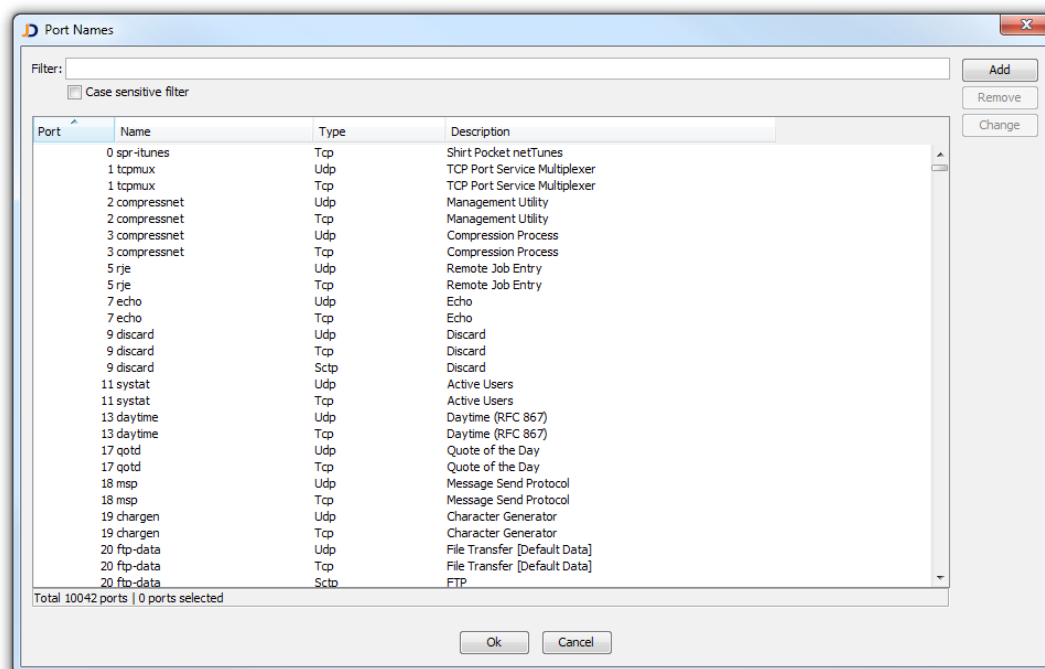 Port Names
Filter:
Add
Case sensitive filter
Remove
Change
Port Name Type Description
0 spr-itunes Tcp Shirt Pocket netTunes
1 tcpmux Udp TCP Port Service Multiplexer
1 tcpmux Tcp TCP Port Service Multiplexer
2 compressnet Udp Management Utility
2 compressnet Tcp Management Utility
3 compressnet Udp Compression Process
3 compressnet Tcp Compression Process
5 rje Udp Remote Job Entry
5 rje Tcp Remote Job Entry
7 echo Udp Echo
7 echo Tcp Echo
9 discard Udp Discard
9 discard Tcp Discard
9 discard Sctp Discard
11 systat Udp Active Users
11 systat Tcp Active Users
13 daytime Udp Daytime (RFC 867)
13 daytime Tcp Daytime (RFC 867)
17 qotd Udp Quote of the Day
17 qotd Tcp Quote of the Day
18 msp Udp Message Send Protocol
18 msp Tcp Message Send Protocol
19 chargen Udp Character Generator
19 chargen Tcp Character Generator
20 ftp-data Udp File Transfer [Default Data]
20 ftp-data Tcp File Transfer [Default Data]
20 ftp-data Sctp FTP
Total 10042 ports | 0 ports selected
Ok Cancel